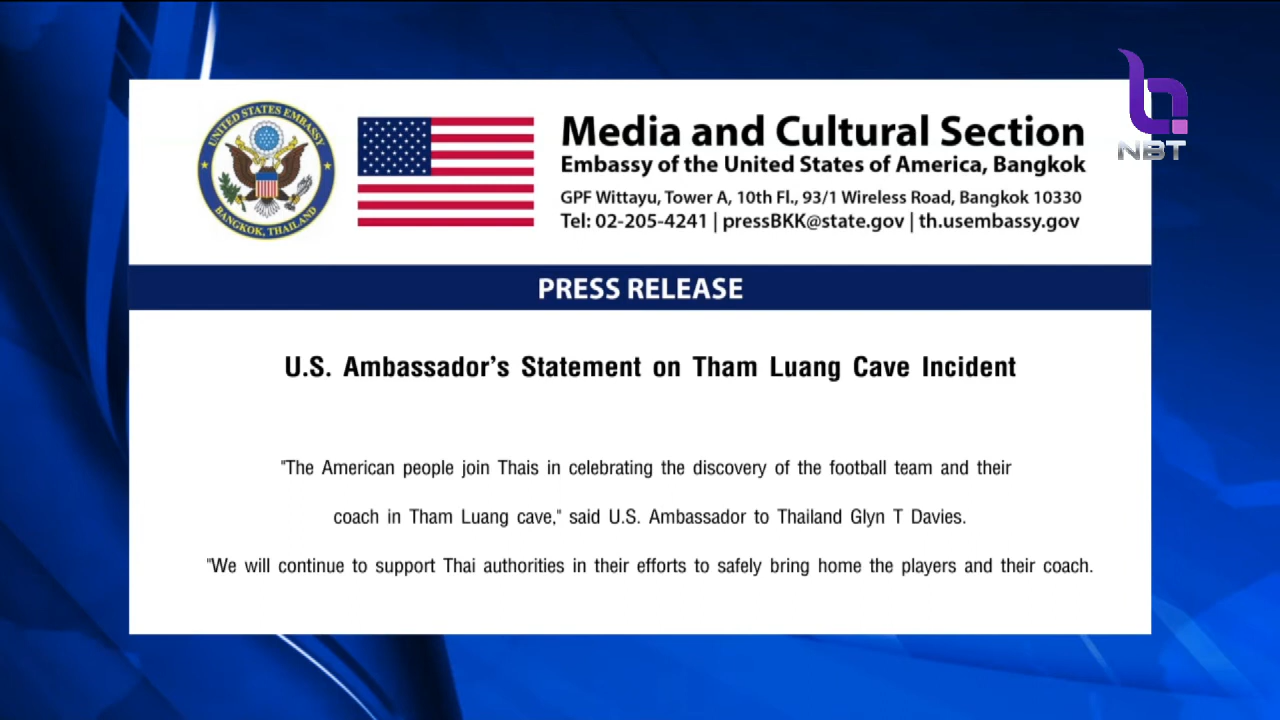 UNITED STATES EMBASSY
BANGKOK, THAILAND
Media and Cultural Section
Embassy of the United States of America, Bangkok
GPF Wittayu, Tower A, 10th Fl., 93/1 Wireless Road, Bangkok 10330
Tel: 02-205-4241 | pressBKK@state.gov | th.usembassy.gov
NBT
PRESS RELEASE
U.S. Ambassador's Statement on Tham Luang Cave Incident
"The American people join Thais in celebrating the discovery of the football team and their
coach in Tham Luang cave," said U.S. Ambassador to Thailand Glyn T Davies.
"We will continue to support Thai authorities in their efforts to safely bring home the players and their coach.